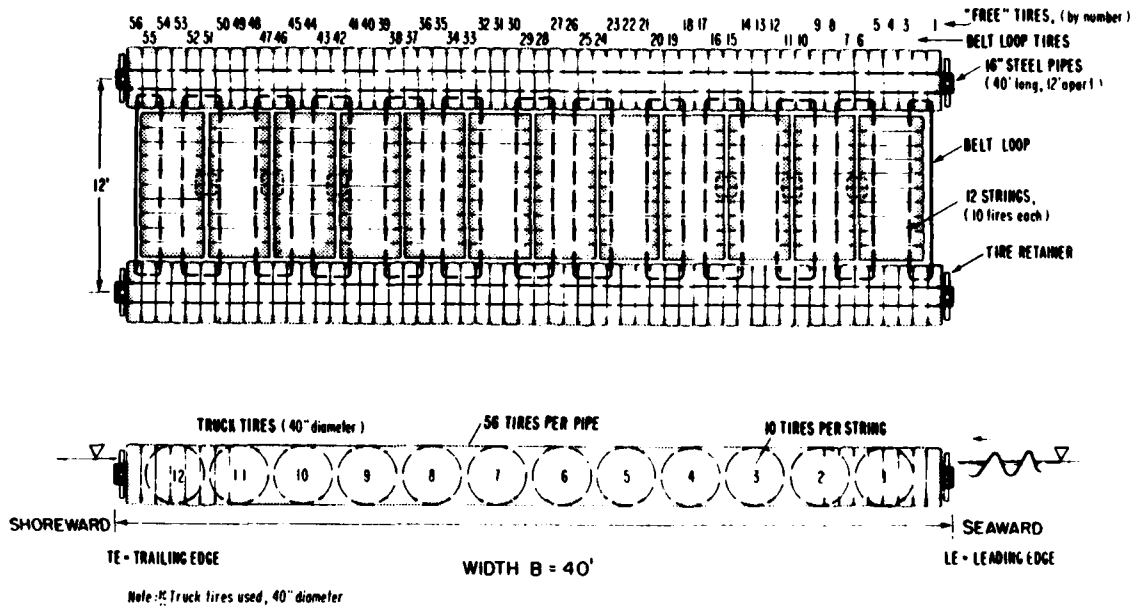 56 54 53 50 49 48 45 44 41 40 39 36 35 32 31 30 27 26 23 22 21 18 17 14 13 12 9 8 5 4 3 1 "FREE" TIRES, (by number)
55 52 51 47 46 43 42 38 37 34 33 29 28 25 24 20 19 16 15 11 10 7 6 BELT LOOP TIRES
16" STEEL PIPES
(40' long, 12' apart)
BELT LOOP
12'
12 STRINGS,
(10 tires each)
TIRE RETAINER
TRUCK TIRES (40" diameter) 56 TIRES PER PIPE 10 TIRES PER STRING
12 11 10 9 8 7 6 5 4 3 2 1
SHOREWARD SEAWARD
TE = TRAILING EDGE WIDTH B = 40' LE = LEADING EDGE
Note: Truck tires used, 40" diameter